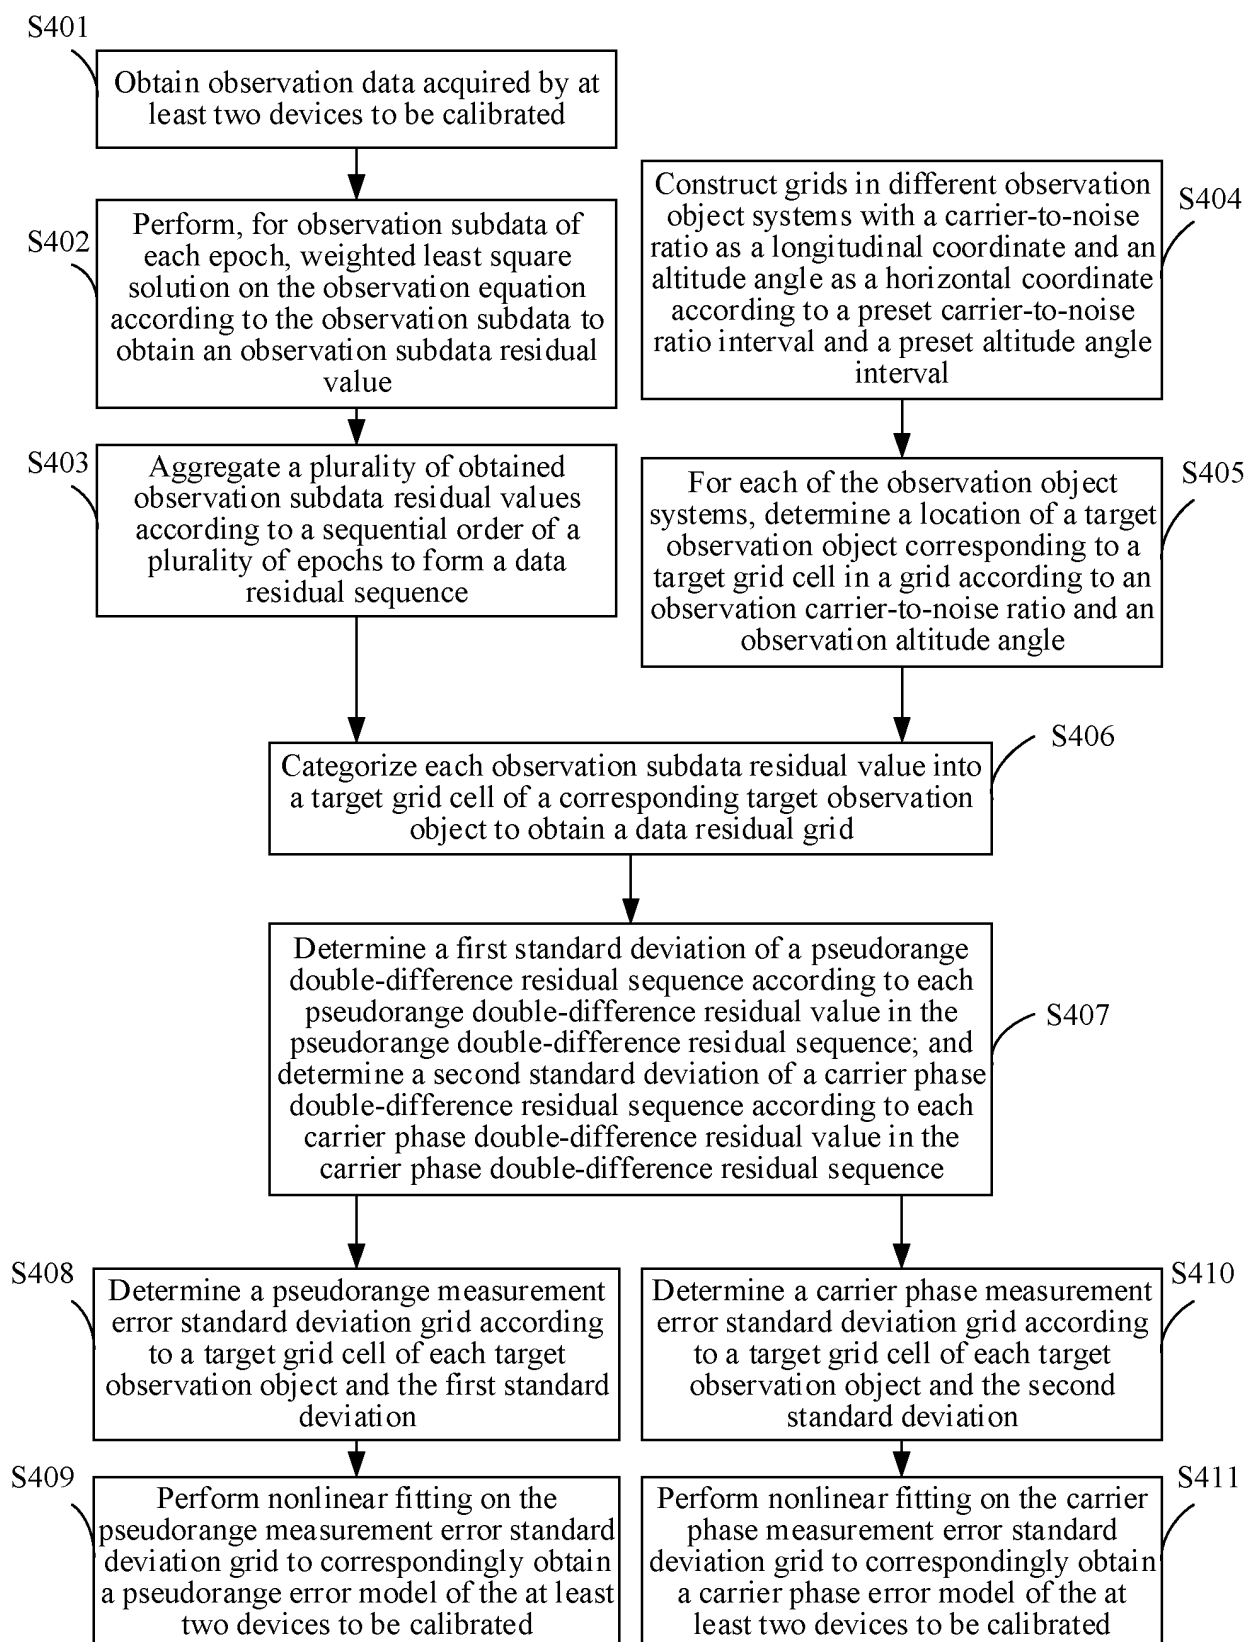 S401
Obtain observation data acquired by at
least two devices to be calibrated
S402
Perform, for observation subdata of
each epoch, weighted least square
solution on the observation equation
according to the observation subdata to
obtain an observation subdata residual
value
S403
Aggregate a plurality of obtained
observation subdata residual values
according to a sequential order of a
plurality of epochs to form a data
residual sequence
S404
Construct grids in different observation
object systems with a carrier-to-noise
ratio as a longitudinal coordinate and an
altitude angle as a horizontal coordinate
according to a preset carrier-to-noise
ratio interval and a preset altitude angle
interval
S405
For each of the observation object
systems, determine a location of a target
observation object corresponding to a
target grid cell in a grid according to an
observation carrier-to-noise ratio and an
observation altitude angle
S406
Categorize each observation subdata residual value into
a target grid cell of a corresponding target observation
object to obtain a data residual grid
S407
Determine a first standard deviation of a pseudorange
double-difference residual sequence according to each
pseudorange double-difference residual value in the
pseudorange double-difference residual sequence; and
determine a second standard deviation of a carrier phase
double-difference residual sequence according to each
carrier phase double-difference residual value in the
carrier phase double-difference residual sequence
S408
Determine a pseudorange measurement
error standard deviation grid according
to a target grid cell of each target
observation object and the first standard
deviation
S409
Perform nonlinear fitting on the
pseudorange measurement error standard
deviation grid to correspondingly obtain
a pseudorange error model of the at least
two devices to be calibrated
S410
Determine a carrier phase measurement
error standard deviation grid according
to a target grid cell of each target
observation object and the second
standard deviation
S411
Perform nonlinear fitting on the carrier
phase measurement error standard
deviation grid to correspondingly obtain
a carrier phase error model of the at
least two devices to be calibrated